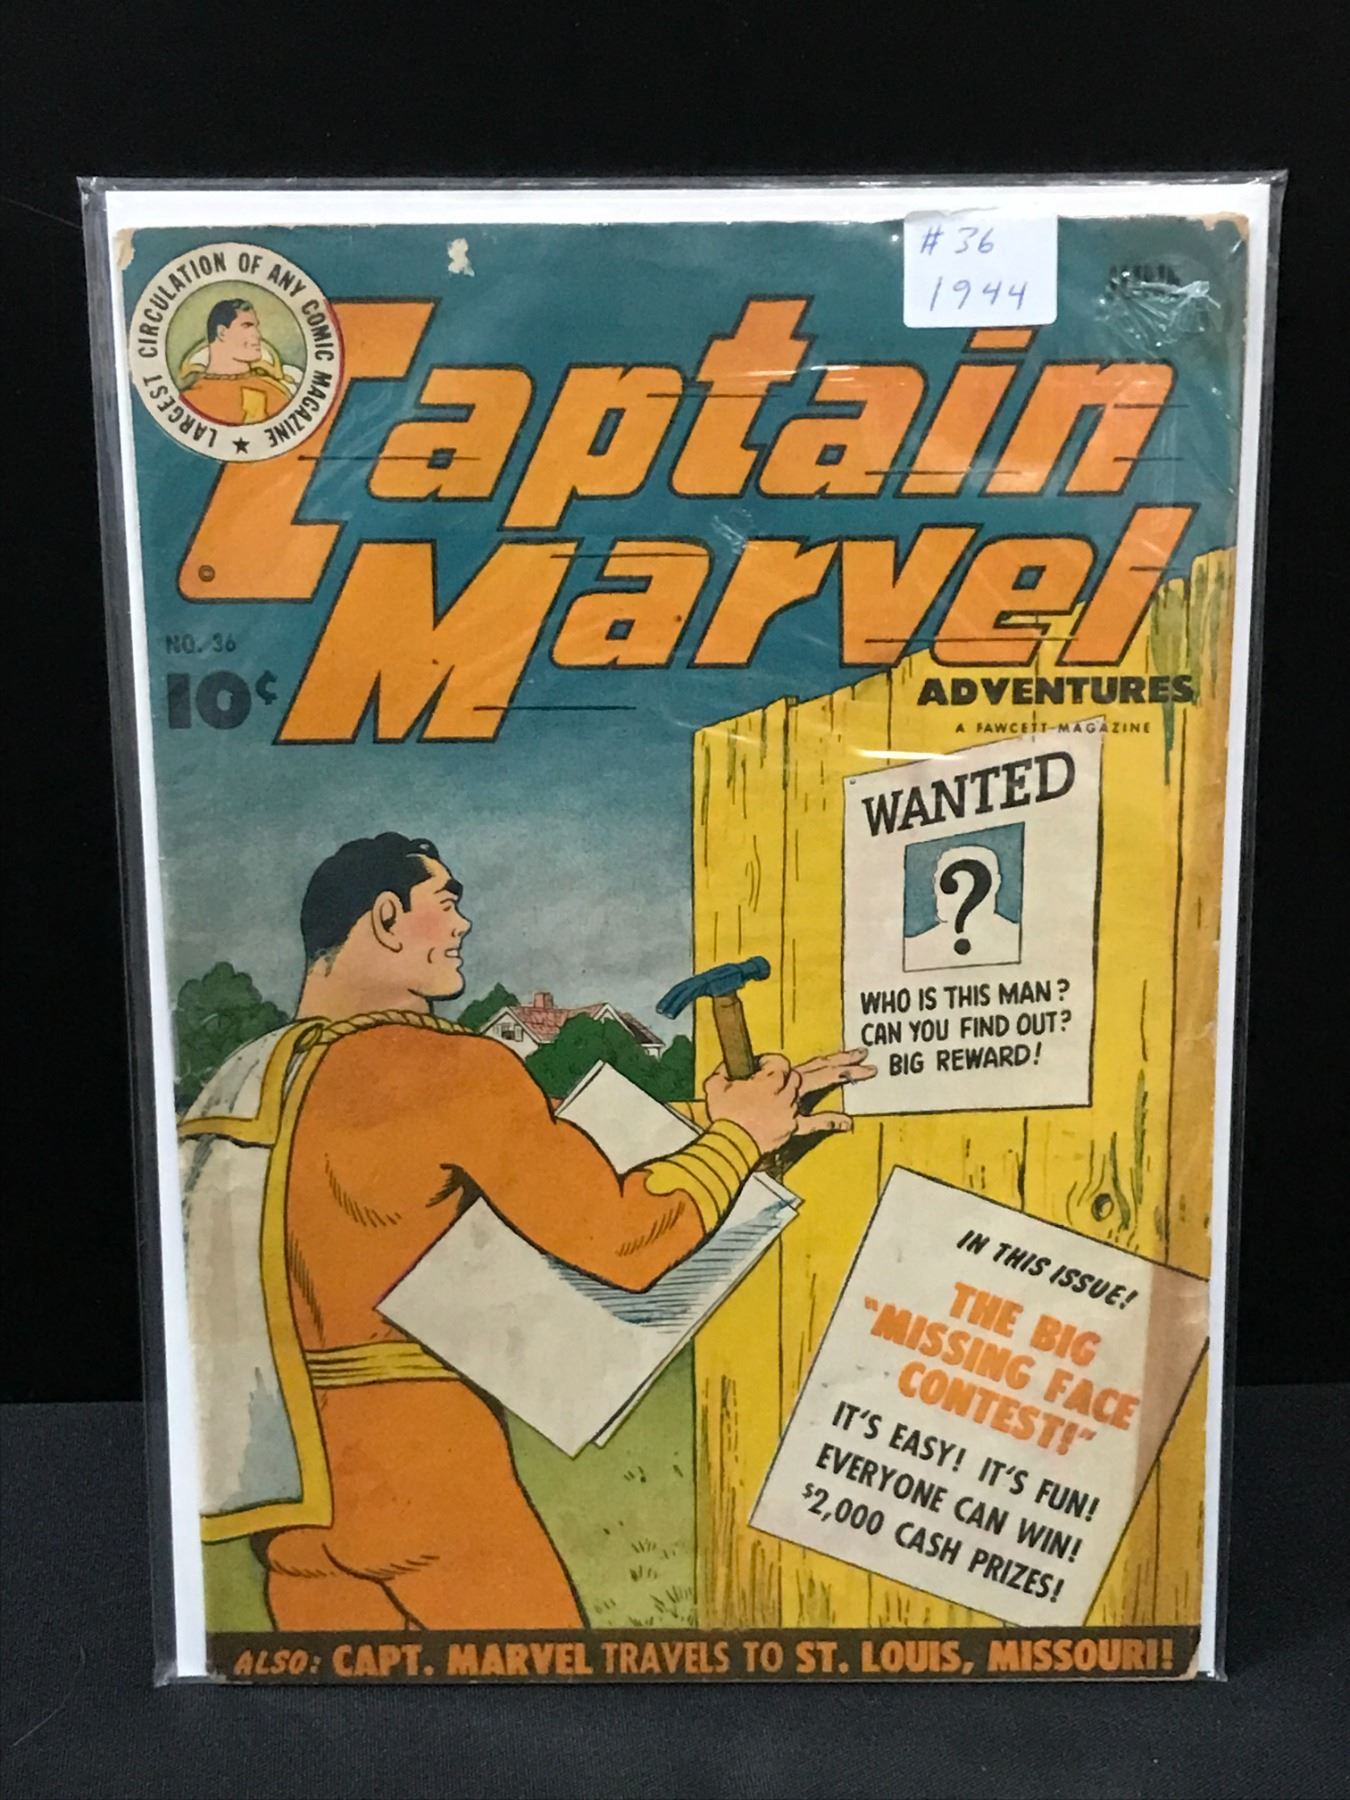 # 36
1944
LARGEST CIRCULATION OF ANY COMIC MAGAZINE ★
Captain
Marvel
©
NO. 36
10¢
ADVENTURES
A FAWCETT MAGAZINE
WANTED
?
WHO IS THIS MAN?
CAN YOU FIND OUT?
BIG REWARD!
IN THIS ISSUE!
THE BIG
"MISSING FACE
CONTEST!"
IT'S EASY! IT'S FUN!
EVERYONE CAN WIN!
$2,000 CASH PRIZES!
ALSO: CAPT. MARVEL TRAVELS TO ST. LOUIS, MISSOURI!